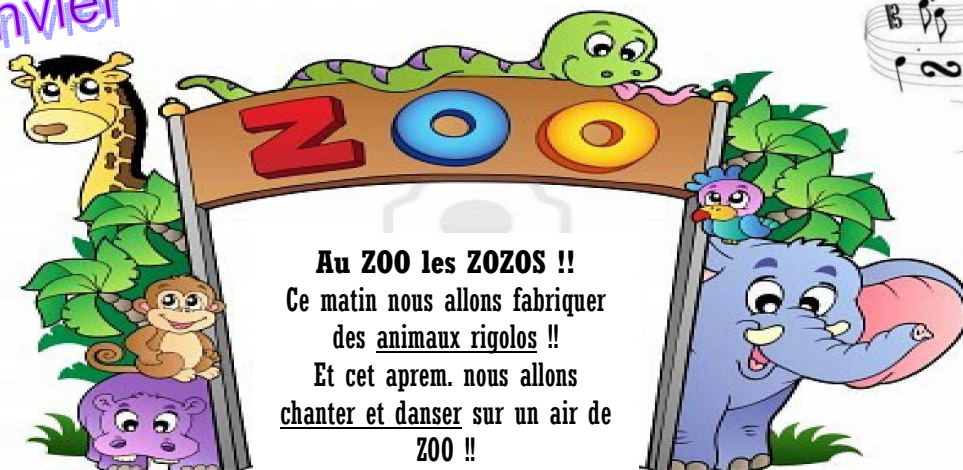 ZOO
Au ZOO les ZOZOS !!
Ce matin nous allons fabriquer
des animaux rigolos !!
Et cet aprem. nous allons
chanter et danser sur un air de
ZOO !!